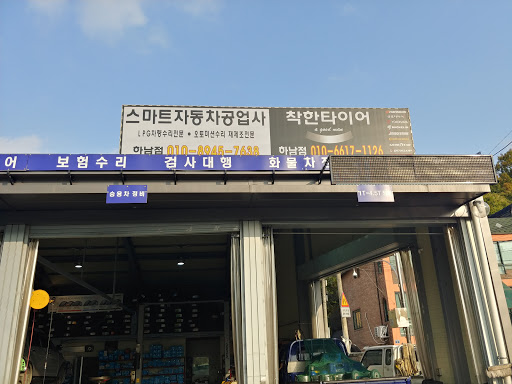 스마트자동차공업사
LPG차량수리전문 ● 오토미션수리 재제조전문
하남점 010-8945-7638
착한타이어
a good man
하남점 010-6617-1126
어 보험수리 검사대행 화물차
승용차 정비